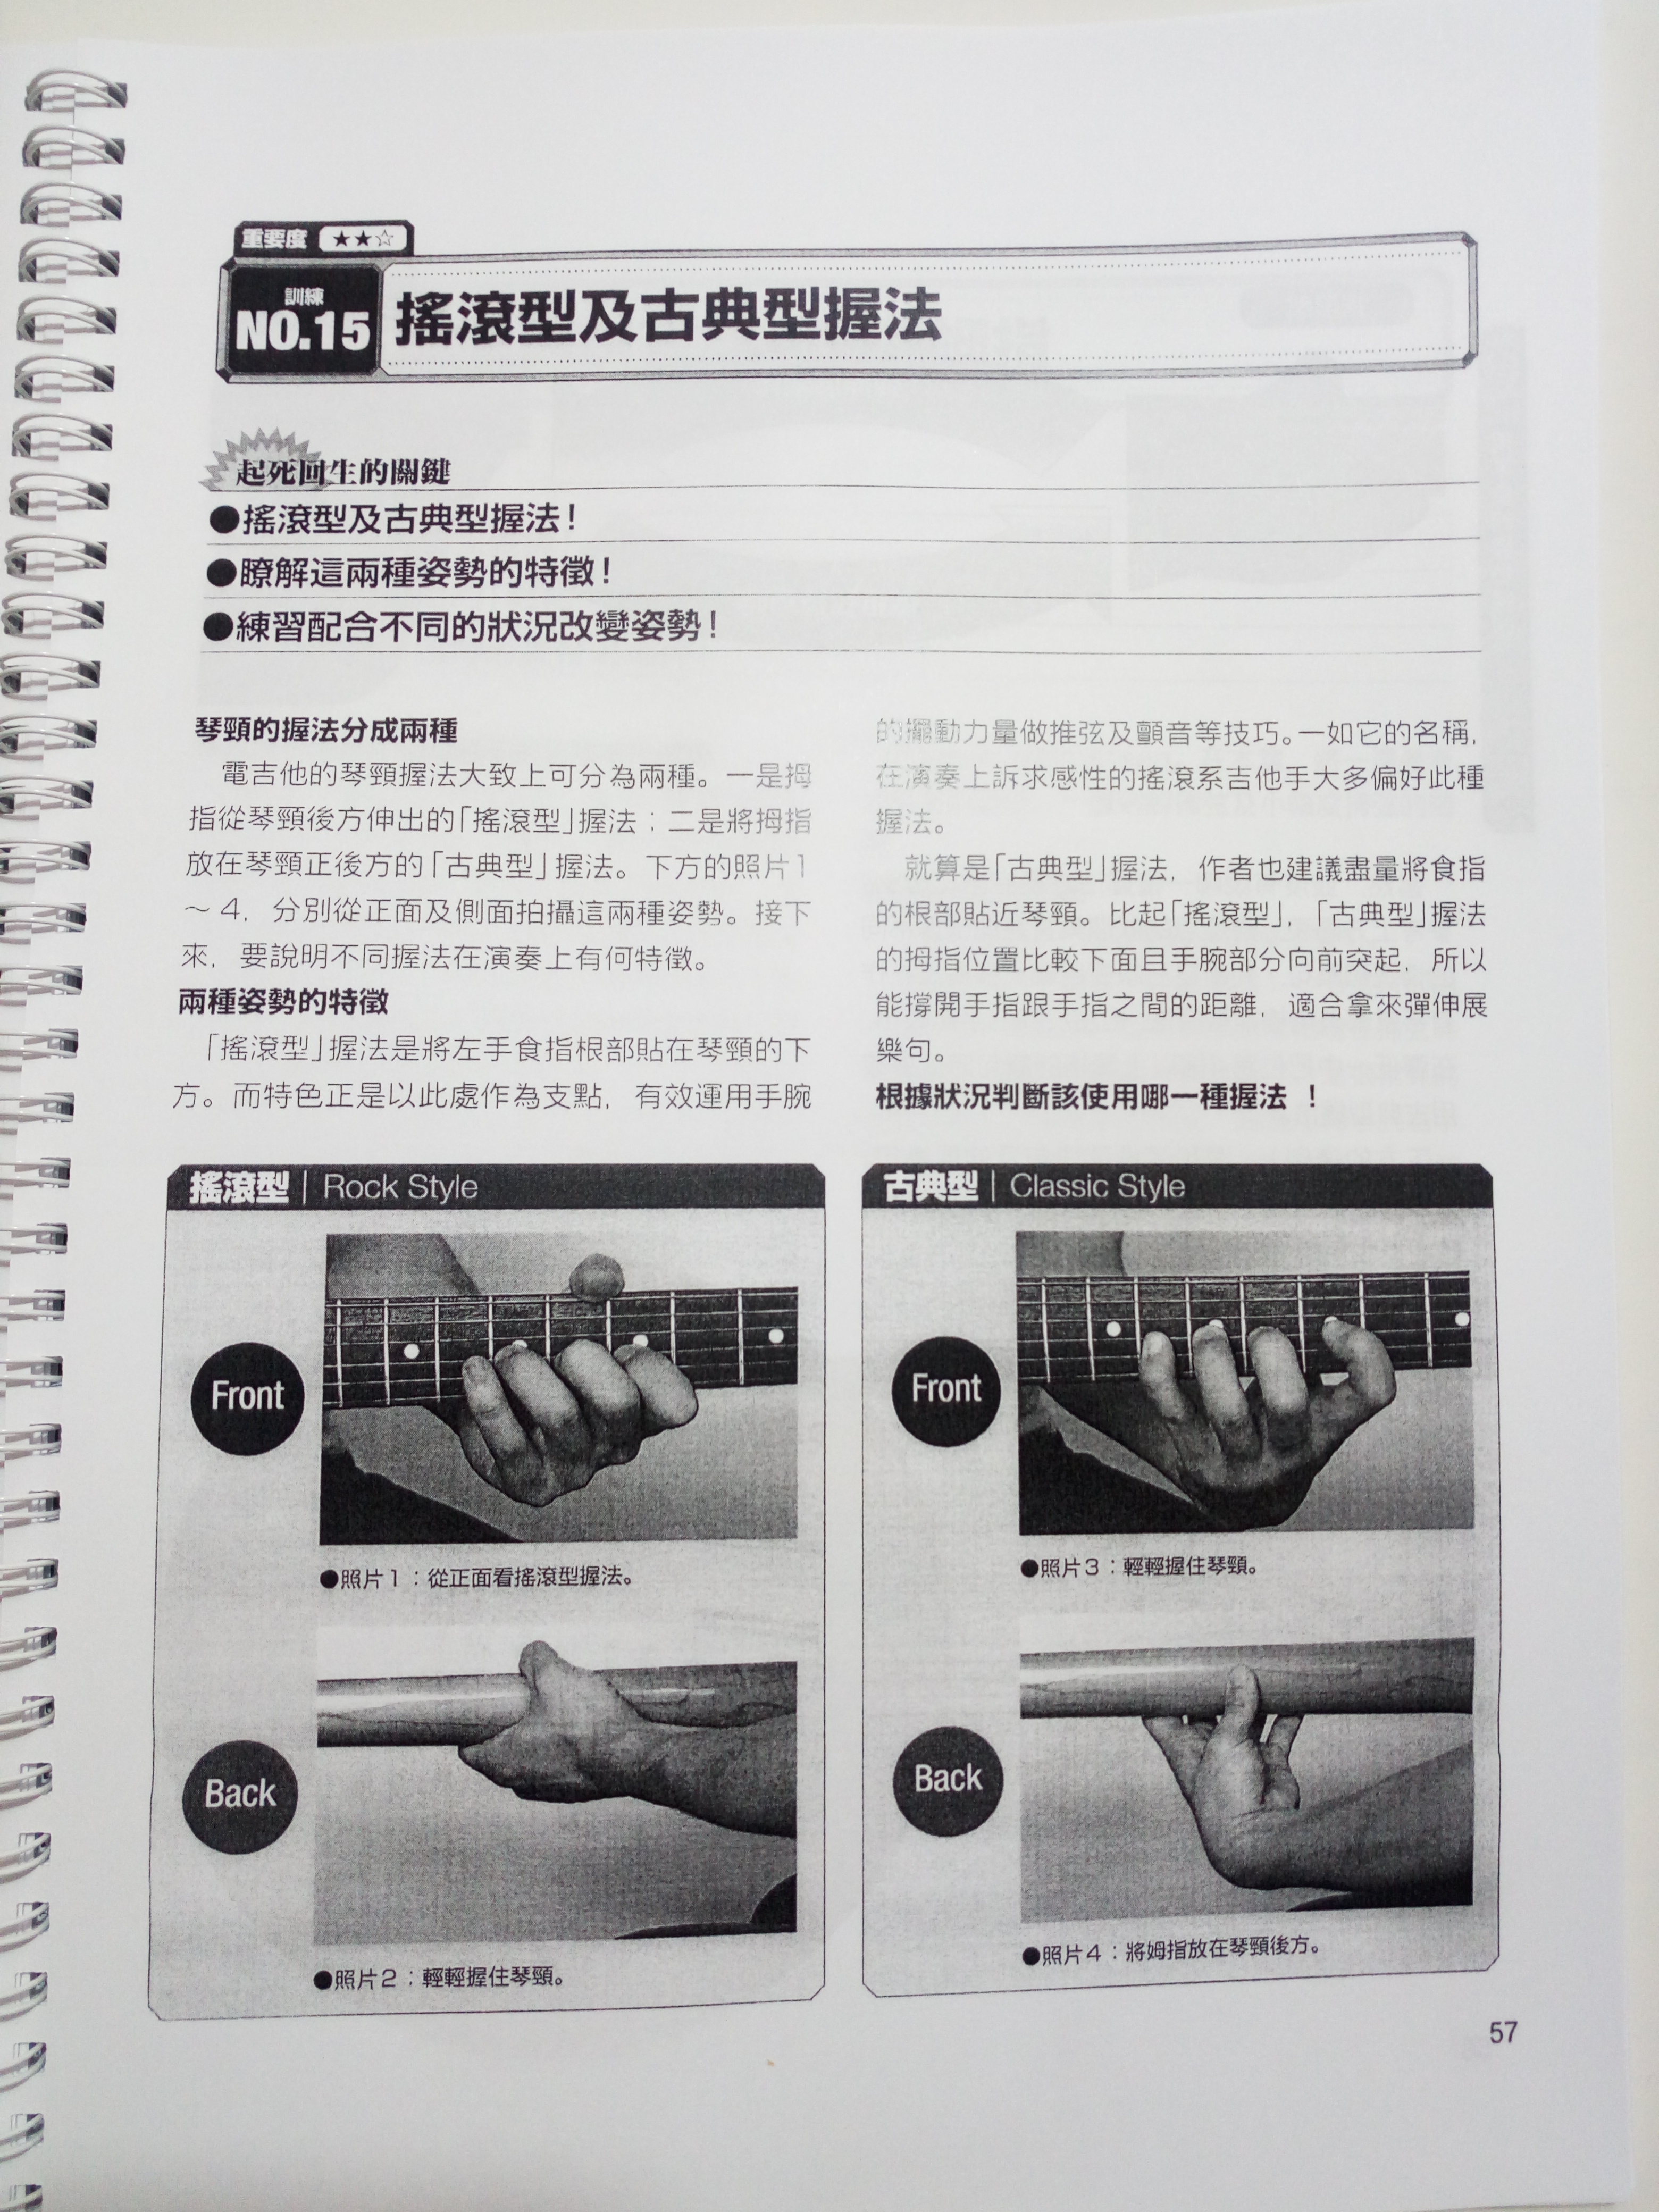 重要度 ★★☆
訓練
NO.15
搖滾型及古典型握法
起死回生的關鍵
●搖滾型及古典型握法！
●瞭解這兩種姿勢的特徵！
●練習配合不同的狀況改變姿勢！
琴頸的握法分成兩種
電吉他的琴頸握法大致上可分為兩種。一是拇
指從琴頸後方伸出的「搖滾型」握法；二是將拇指
放在琴頸正後方的「古典型」握法。下方的照片1
～4，分別從正面及側面拍攝這兩種姿勢。接下
來，要說明不同握法在演奏上有何特徵。
兩種姿勢的特徵
「搖滾型」握法是將左手食指根部貼在琴頸的下
方。而特色正是以此處作為支點，有效運用手腕
的擺動力量做推弦及顫音等技巧。一如它的名稱，
在演奏上訴求感性的搖滾系吉他手大多偏好此種
握法。
就算是「古典型」握法，作者也建議盡量將食指
的根部貼近琴頸。比起「搖滾型」，「古典型」握法
的拇指位置比較下面且手腕部分向前突起，所以
能撐開手指跟手指之間的距離，適合拿來彈伸展
樂句。
根據狀況判斷該使用哪一種握法 ！
搖滾型 | Rock Style
Front
●照片1：從正面看搖滾型握法。
Back
●照片2：輕輕握住琴頸。
古典型 | Classic Style
Front
●照片3：輕輕握住琴頸。
Back
●照片4：將姆指放在琴頸後方。
57